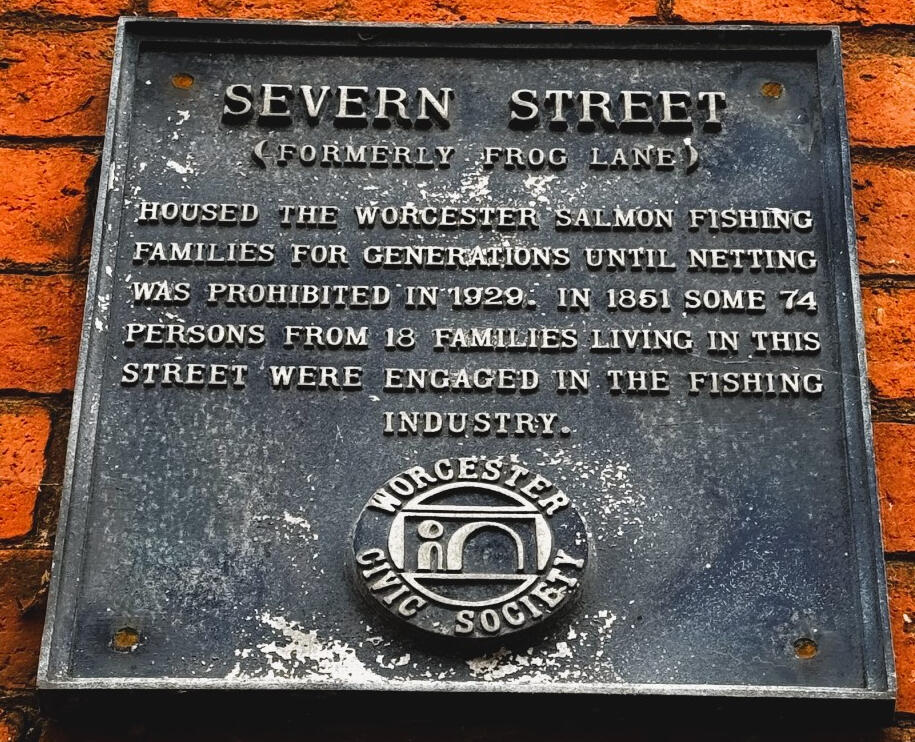 SEVERN STREET
(FORMERLY FROG LANE)
HOUSED THE WORCESTER SALMON FISHING
FAMILIES FOR GENERATIONS UNTIL NETTING
WAS PROHIBITED IN 1929. IN 1851 SOME 74
PERSONS FROM 18 FAMILIES LIVING IN THIS
STREET WERE ENGAGED IN THE FISHING
INDUSTRY.
WORCESTER
CIVIC SOCIETY